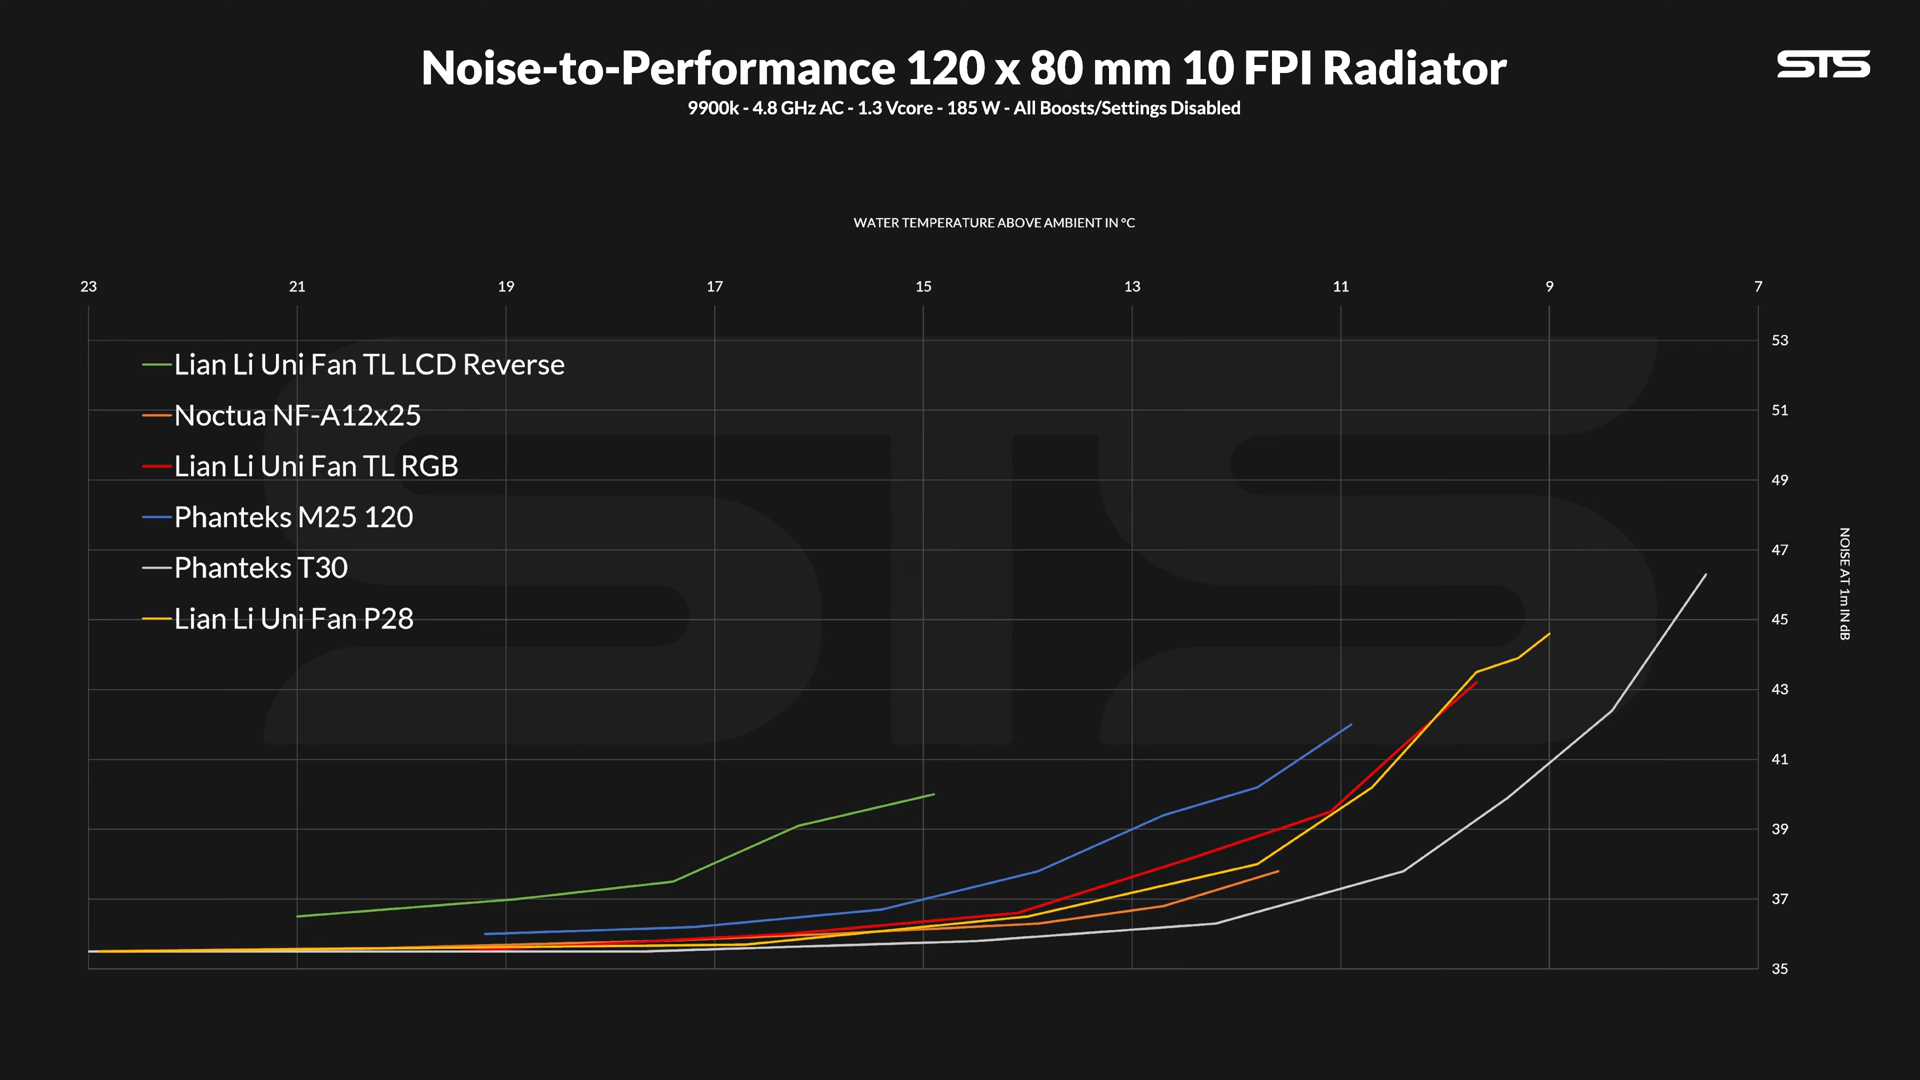 Noise-to-Performance 120 x 80 mm 10 FPI Radiator
STS
9900k - 4.8 GHz AC - 1.3 Vcore - 185 W - All Boosts/Settings Disabled
WATER TEMPERATURE ABOVE AMBIENT IN °C
23 21 19 17 15 13 11 9 7
Lian Li Uni Fan TL LCD Reverse
Noctua NF-A12x25
Lian Li Uni Fan TL RGB
Phanteks M25 120
Phanteks T30
Lian Li Uni Fan P28
STS
53
51
49
47
45
43
41
39
37
35
NOISE AT 1m IN dB